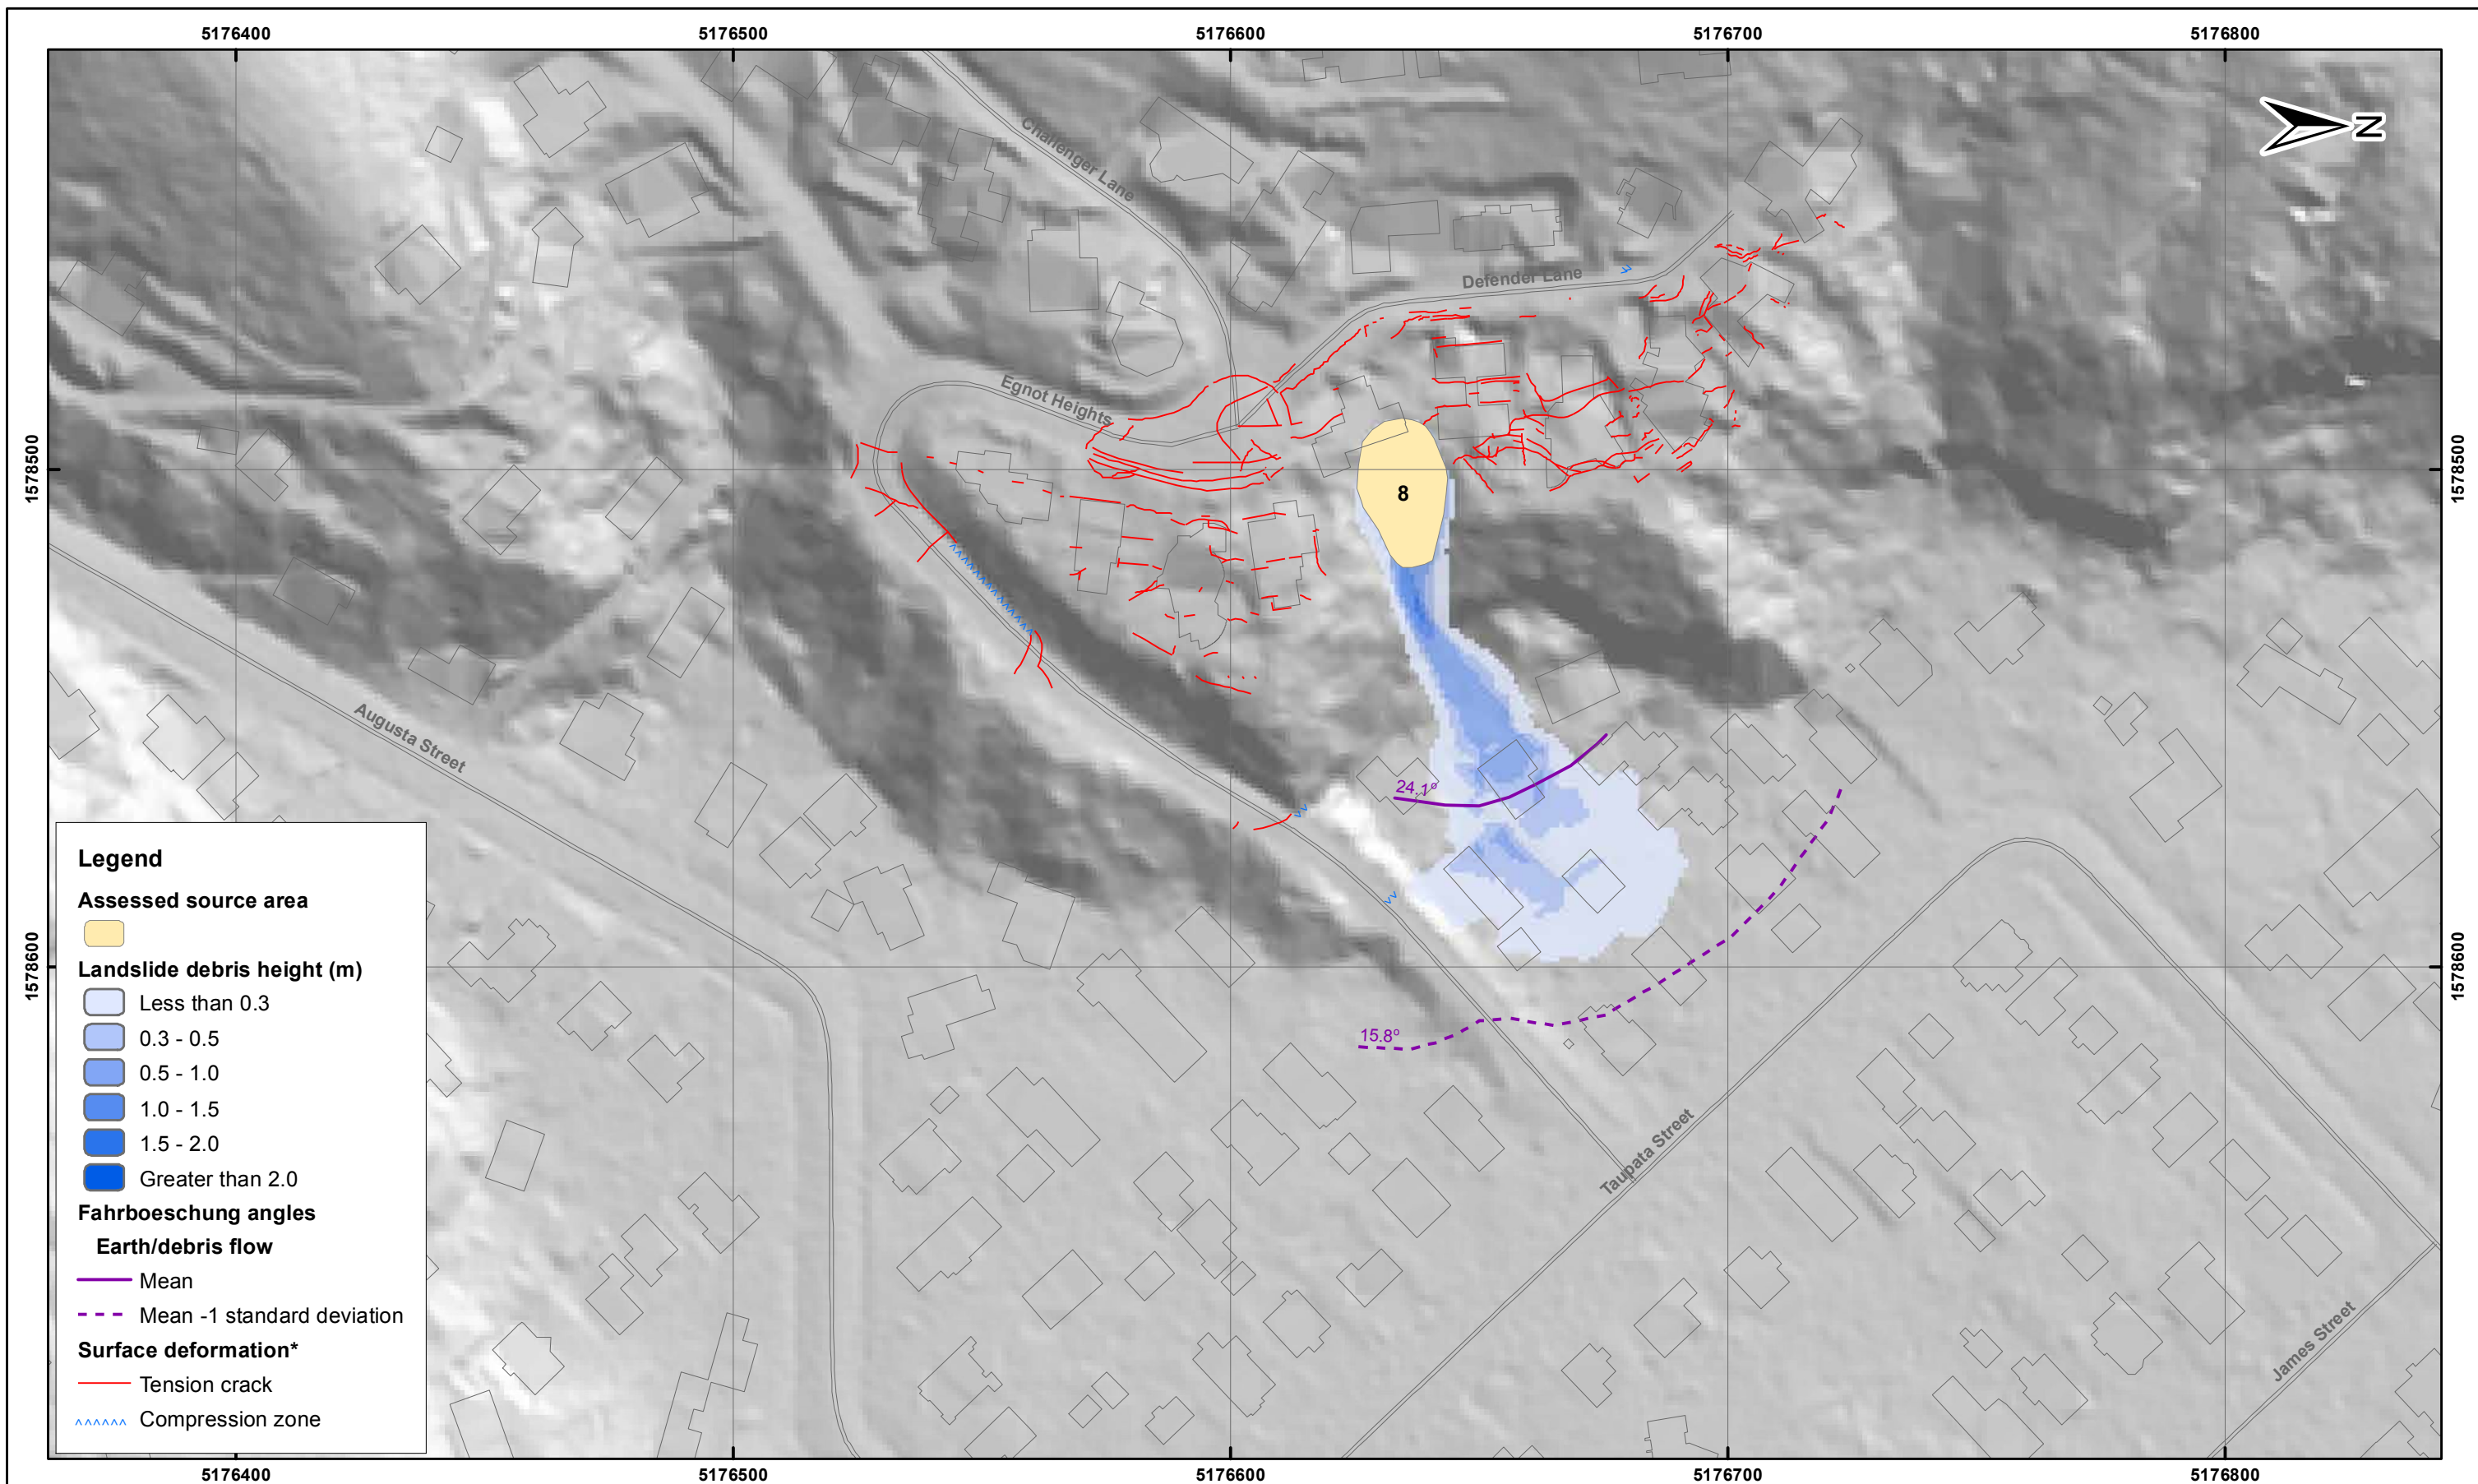 5176400
5176500
5176600
5176700
5176800
N
Challenger Lane
Defender Lane
Egnot Heights
1578500
1578500
8
Augusta Street
24.1º
15.8º
1578600
1578600
Taupata Street
James Street
Legend
Assessed source area
Landslide debris height (m)
Less than 0.3
0.3 - 0.5
0.5 - 1.0
1.0 - 1.5
1.5 - 2.0
Greater than 2.0
Fahrboeschung angles
Earth/debris flow
Mean
Mean -1 standard deviation
Surface deformation*
Tension crack
Compression zone
5176400
5176500
5176600
5176700
5176800